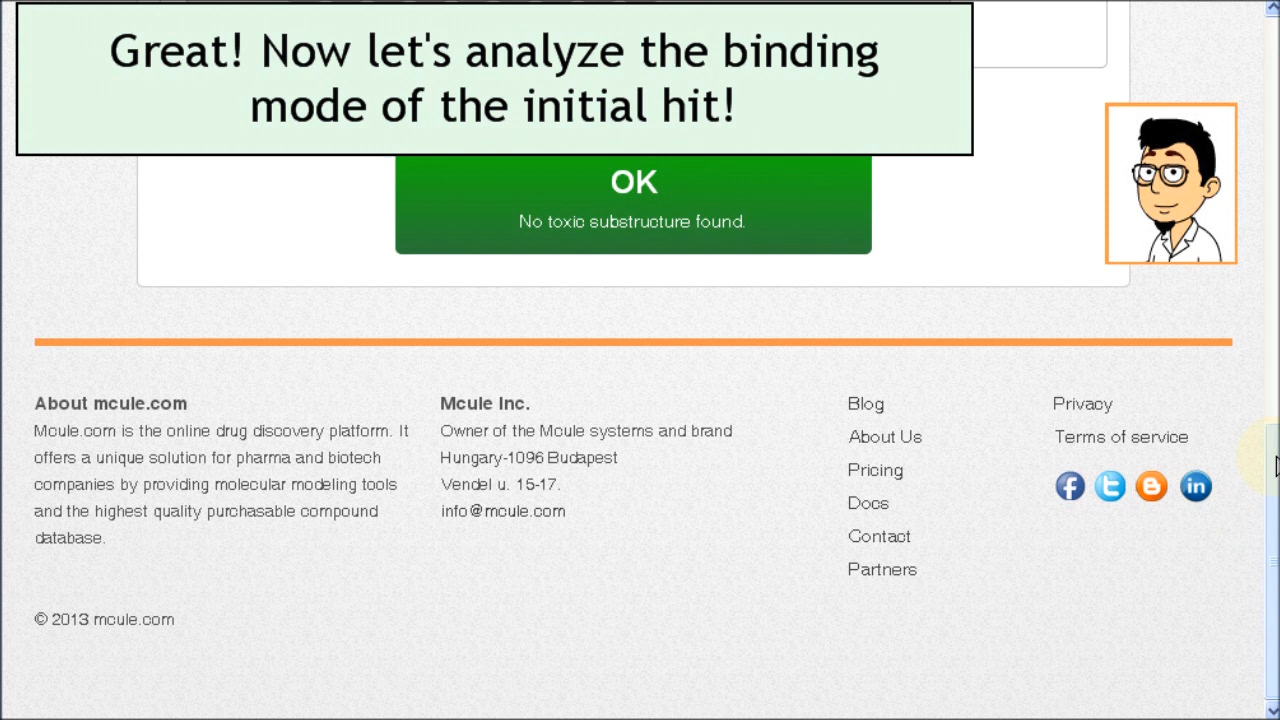 Great! Now let's analyze the binding
mode of the initial hit!
OK
No toxic substructure found.
About mcule.com
Mcule.com is the online drug discovery platform. It
offers a unique solution for pharma and biotech
companies by providing molecular modeling tools
and the highest quality purchasable compound
database.
© 2013 mcule.com
Mcule Inc.
Owner of the Mcule systems and brand
Hungary-1096 Budapest
Vendel u. 15-17.
info@mcule.com
Blog
About Us
Pricing
Docs
Contact
Partners
Privacy
Terms of service